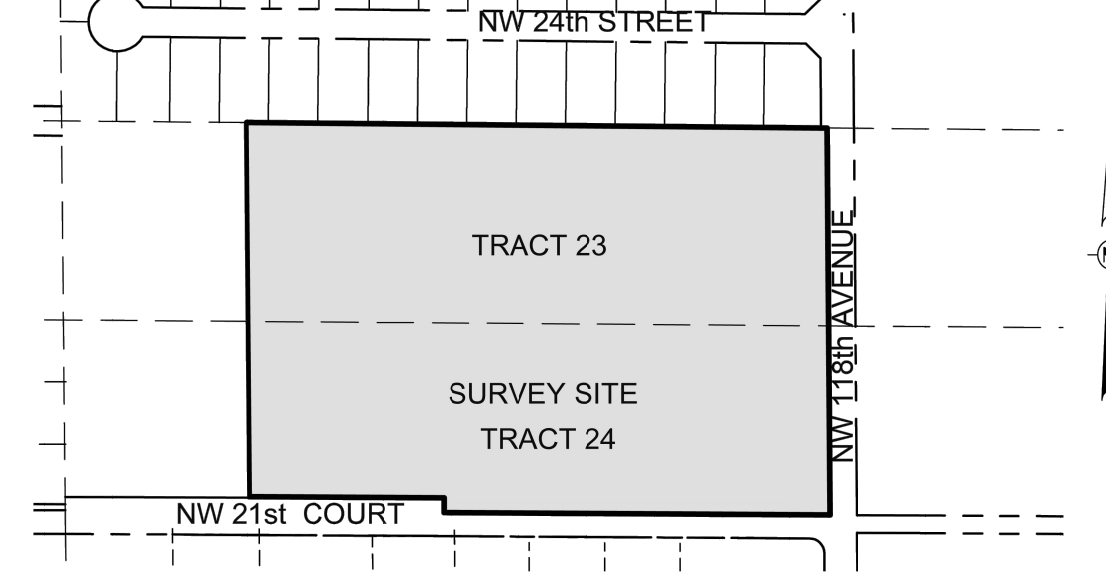 NW 24th STREET
TRACT 23
NW 118th AVENUE
SURVEY SITE
TRACT 24
NW 21st COURT